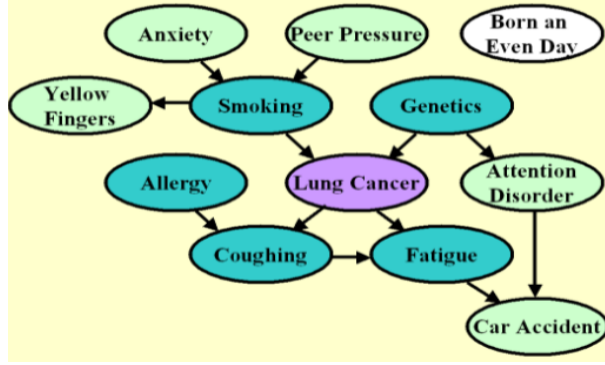 Anxiety
Peer Pressure
Born an
Even Day
Yellow
Fingers
Smoking
Genetics
Allergy
Lung Cancer
Attention
Disorder
Coughing
Fatigue
Car Accident